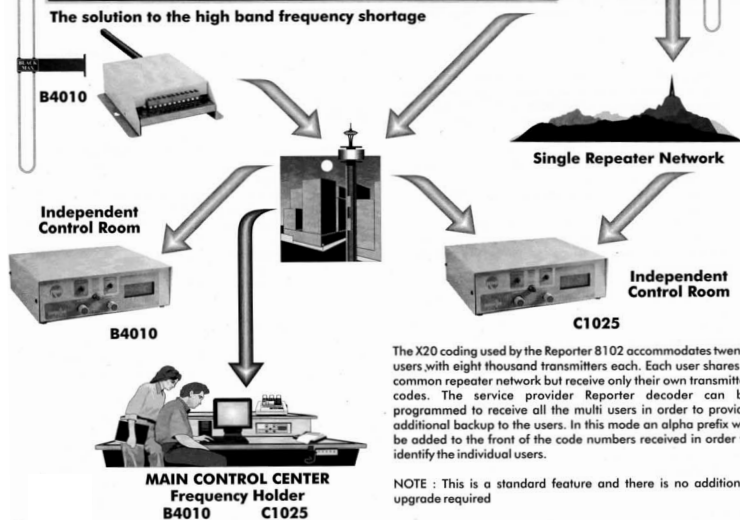 The solution to the high band frequency shortage
BLACK
MAX
B4010
Single Repeater Network
Independent
Control Room
B4010
Independent
Control Room
C1025
The X20 coding used by the Reporter 8102 accommodates
users with eight thousand transmitters each. Each user shares
common repeater network but receive only their own
codes. The service provider Reporter decoder can
programmed to receive all the multi users in order to
additional backup to the users. In this mode an alpha prefix
be added to the front of the code numbers received in order
identify the individual users.
NOTE : This is a standard feature and there is no
upgrade required
MAIN CONTROL CENTER
Frequency Holder
B4010 C1025